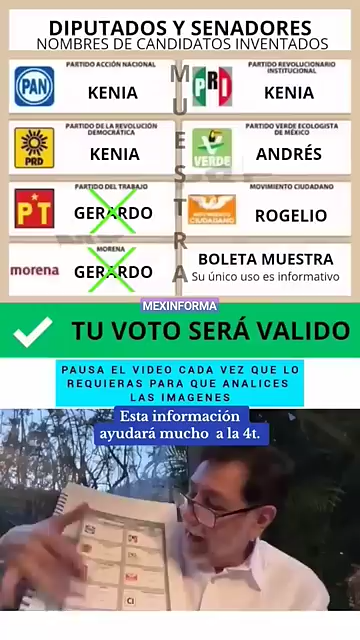 DIPUTADOS Y SENADORES
NOMBRES DE CANDIDATOS INVENTADOS
PARTIDO ACCIÓN NACIONAL
PAN
KENIA
PARTIDO REVOLUCIONARIO
INSTITUCIONAL
PRI
KENIA
PARTIDO DE LA REVOLUCIÓN
DEMOCRÁTICA
PRD
KENIA
PARTIDO VERDE ECOLOGISTA
DE MÉXICO
VERDE
ANDRÉS
PARTIDO DEL TRABAJO
PT
GERARDO
MOVIMIENTO CIUDADANO
MOVIMIENTO
CIUDADANO
ROGELIO
MORENA
morena
GERARDO
BOLETA MUESTRA
Su único uso es informativo
MUESTRA
MEXINFORMA
TU VOTO SERÁ VALIDO
PAUSA EL VIDEO CADA VEZ QUE LO
REQUIERAS PARA QUE ANALICES
LAS IMAGENES
Esta información
ayudará mucho a la 4t.